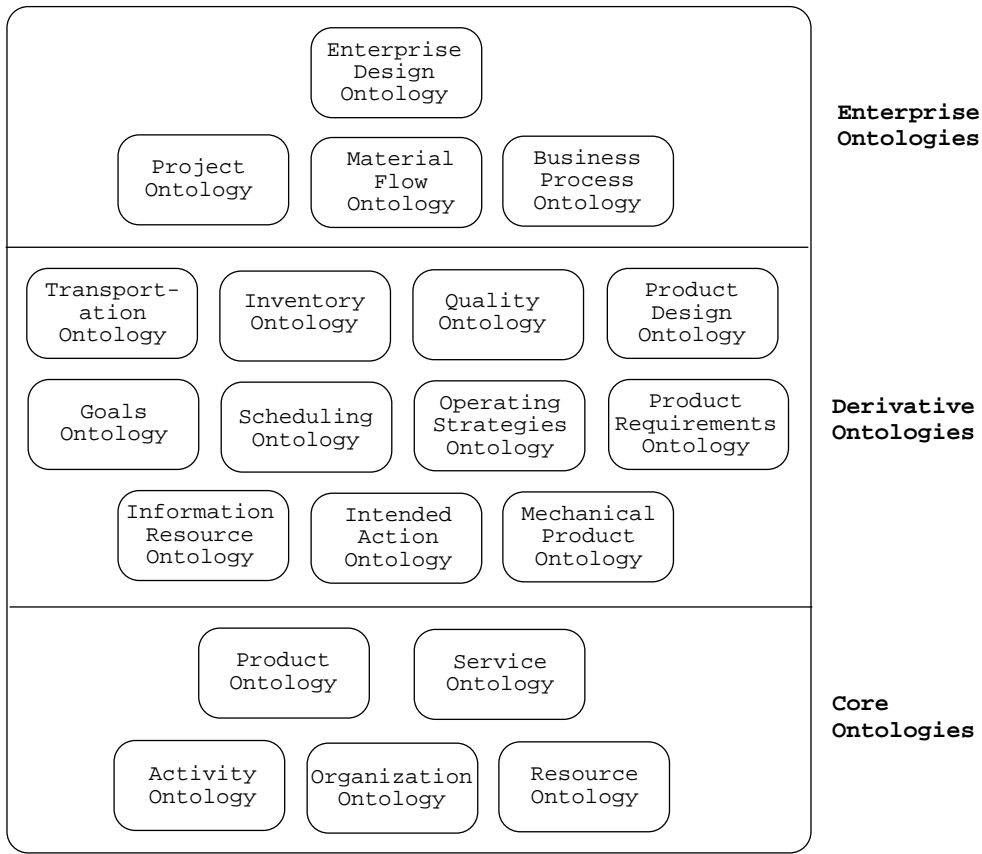 Enterprise
Design
Ontology
Project
Ontology
Material
Flow
Ontology
Business
Process
Ontology
Enterprise
Ontologies
Transport-
ation
Ontology
Inventory
Ontology
Quality
Ontology
Product
Design
Ontology
Goals
Ontology
Scheduling
Ontology
Operating
Strategies
Ontology
Product
Requirements
Ontology
Derivative
Ontologies
Information
Resource
Ontology
Intended
Action
Ontology
Mechanical
Product
Ontology
Product
Ontology
Service
Ontology
Core
Ontologies
Activity
Ontology
Organization
Ontology
Resource
Ontology